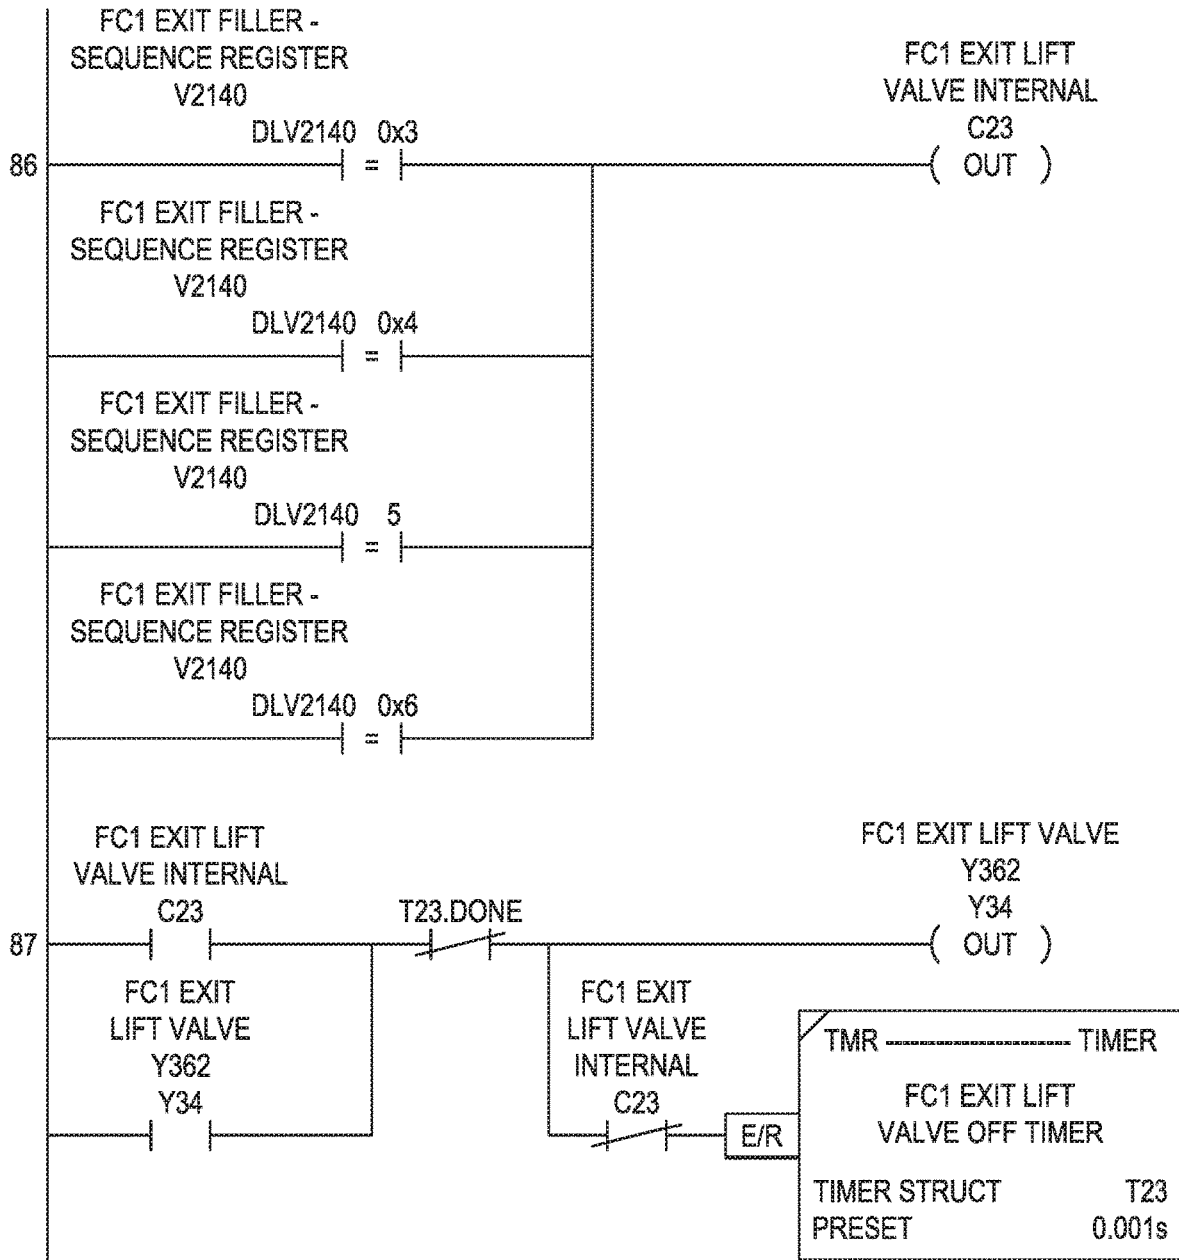 FC1 EXIT FILLER -
SEQUENCE REGISTER
V2140
DLV2140 0x3
=
86
FC1 EXIT LIFT
VALVE INTERNAL
C23
( OUT )
FC1 EXIT FILLER -
SEQUENCE REGISTER
V2140
DLV2140 0x4
=
FC1 EXIT FILLER -
SEQUENCE REGISTER
V2140
DLV2140 5
=
FC1 EXIT FILLER -
SEQUENCE REGISTER
V2140
DLV2140 0x6
=
FC1 EXIT LIFT
VALVE INTERNAL
C23
87
T23.DONE
FC1 EXIT LIFT VALVE
Y362
Y34
( OUT )
FC1 EXIT
LIFT VALVE
Y362
Y34
FC1 EXIT
LIFT VALVE
INTERNAL
C23
E/R
TMR ---------------------- TIMER
FC1 EXIT LIFT
VALVE OFF TIMER
TIMER STRUCT T23
PRESET 0.001s